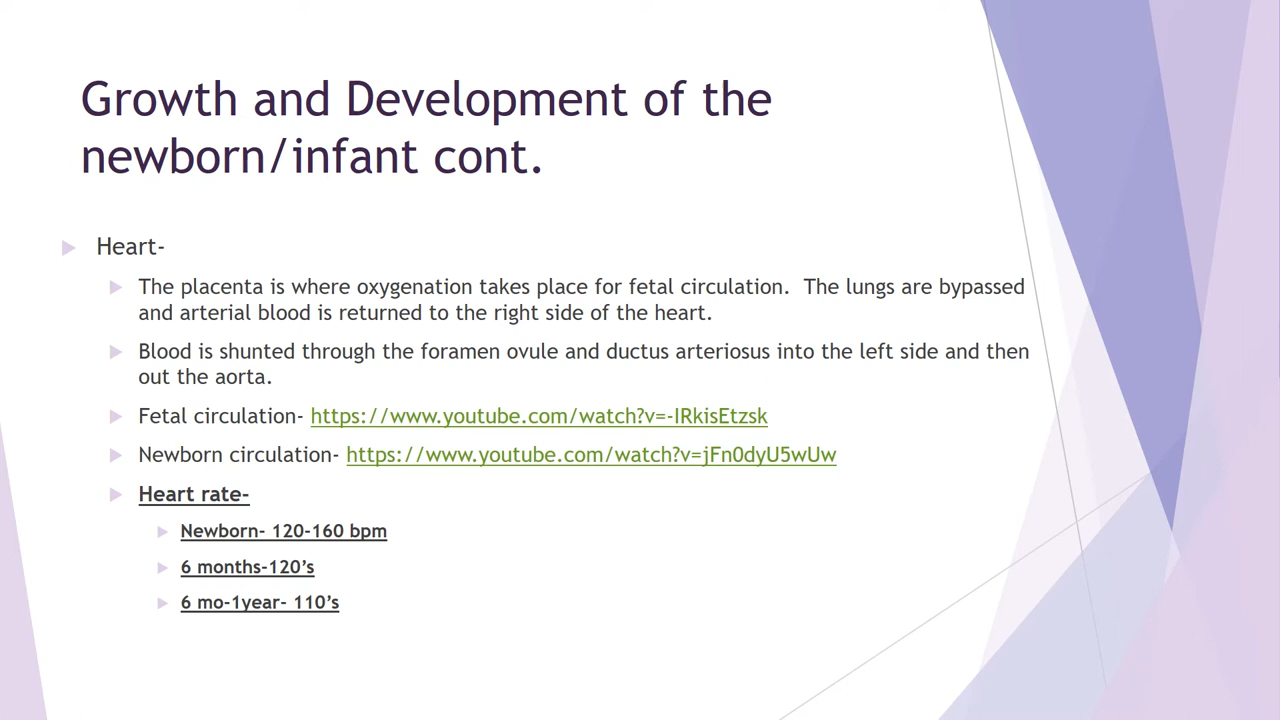 Growth and Development of the
newborn/infant cont.
Heart-
The placenta is where oxygenation takes place for fetal circulation.  The lungs are bypassed
and arterial blood is returned to the right side of the heart.
Blood is shunted through the foramen ovule and ductus arteriosus into the left side and then
out the aorta.
Fetal circulation- https://www.youtube.com/watch?v=-IRkisEtzsk
Newborn circulation- https://www.youtube.com/watch?v=jFn0dyU5wUw
Heart rate-
Newborn- 120-160 bpm
6 months-120’s
6 mo-1year- 110’s